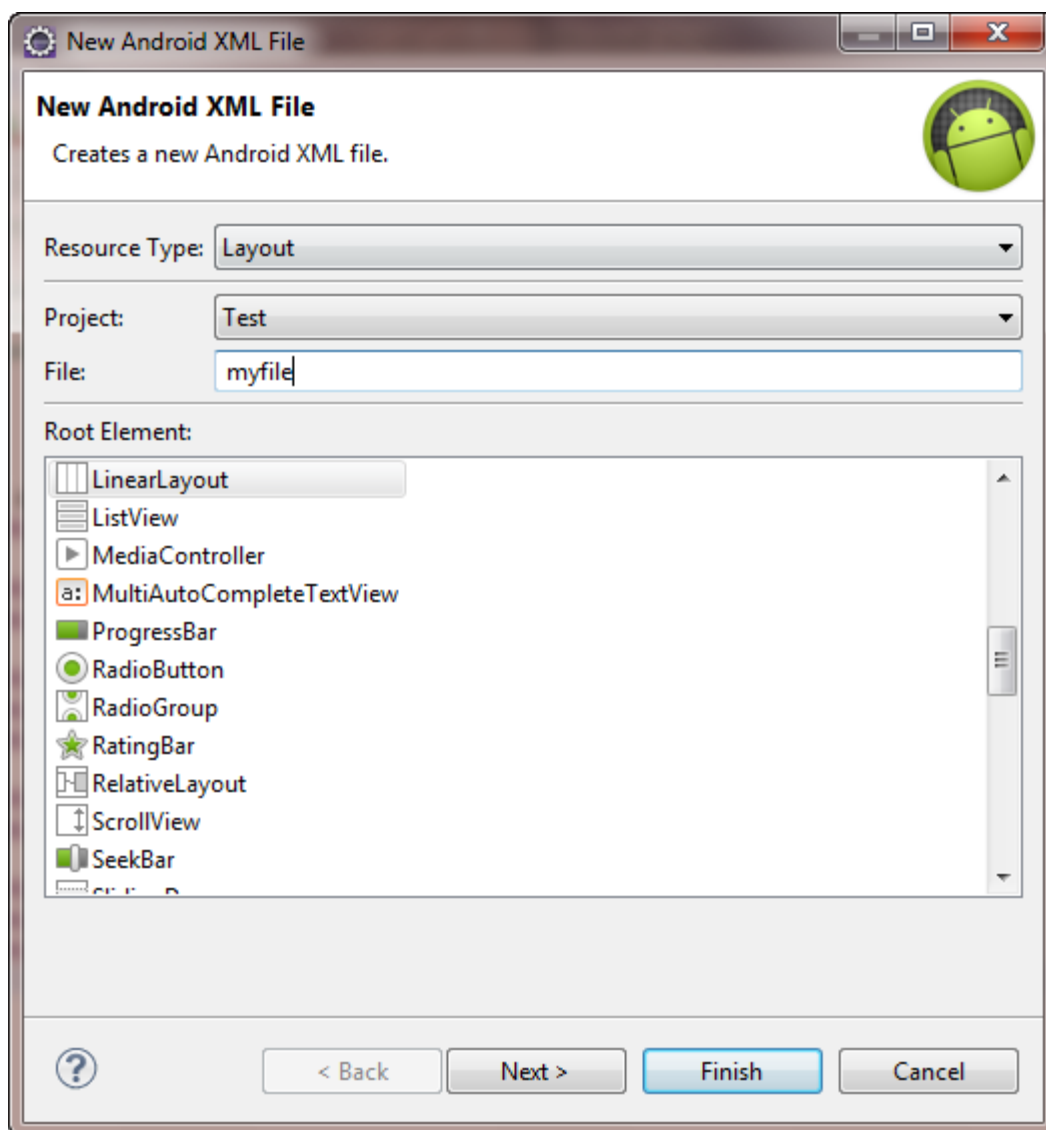 New Android XML File
New Android XML File
Creates a new Android XML file.
Resource Type: Layout
Project: Test
File: myfile
Root Element:
LinearLayout
ListView
MediaController
a: MultiAutoCompleteTextView
ProgressBar
RadioButton
RadioGroup
RatingBar
RelativeLayout
ScrollView
SeekBar
? < Back Next > Finish Cancel